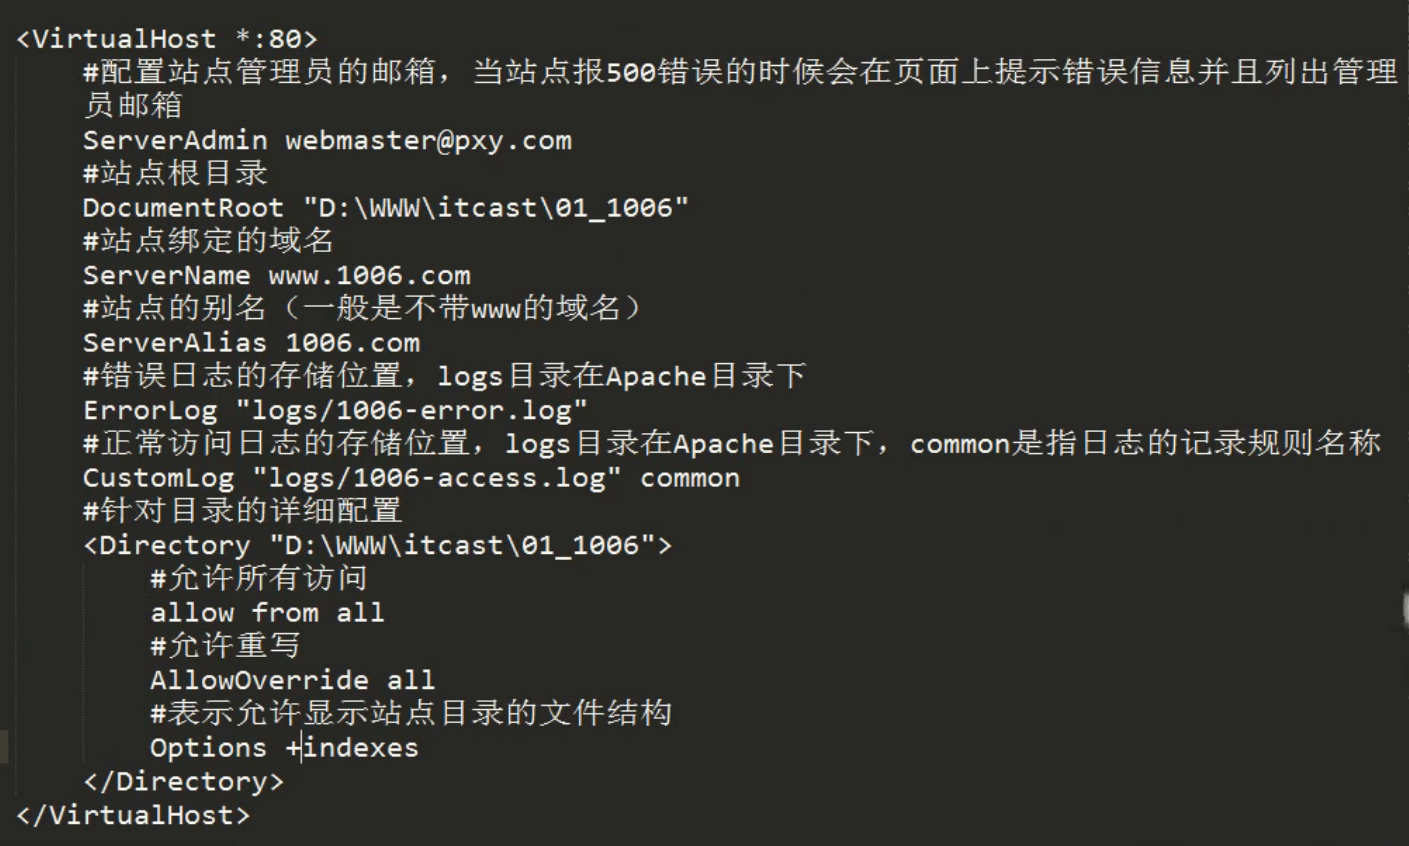 <VirtualHost *:80>
#配置站点管理员的邮箱，当站点报500错误的时候会在页面上提示错误信息并且列出管理
员邮箱
ServerAdmin webmaster@pxy.com
#站点根目录
DocumentRoot "D:\WWW\itcast\01_1006"
#站点绑定的域名
ServerName www.1006.com
#站点的别名（一般是不带www的域名）
ServerAlias 1006.com
#错误日志的存储位置，logs目录在Apache目录下
ErrorLog "logs/1006-error.log"
#正常访问日志的存储位置，logs目录在Apache目录下，common是指日志的记录规则名称
CustomLog "logs/1006-access.log" common
#针对目录的详细配置
<Directory "D:\WWW\itcast\01_1006">
#允许所有访问
allow from all
#允许重写
AllowOverride all
#表示允许显示站点目录的文件结构
Options +indexes
</Directory>
</VirtualHost>